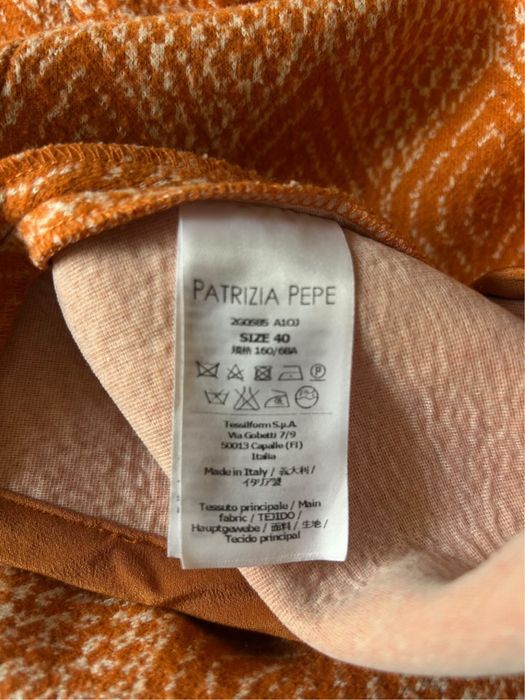 PATRIZIA PEPE
2G0585 A1OJ
SIZE 40
規格 160/68A
Tessilform S.p.A.
Via Gobetti 7/9
50013 Capalle (FI)
Italia
Made in Italy / 義大利 /
イタリア製
Tessuto principale / Main
fabric / TEJIDO /
Hauptgewebe / 面料 / 生地 /
Tecido principal